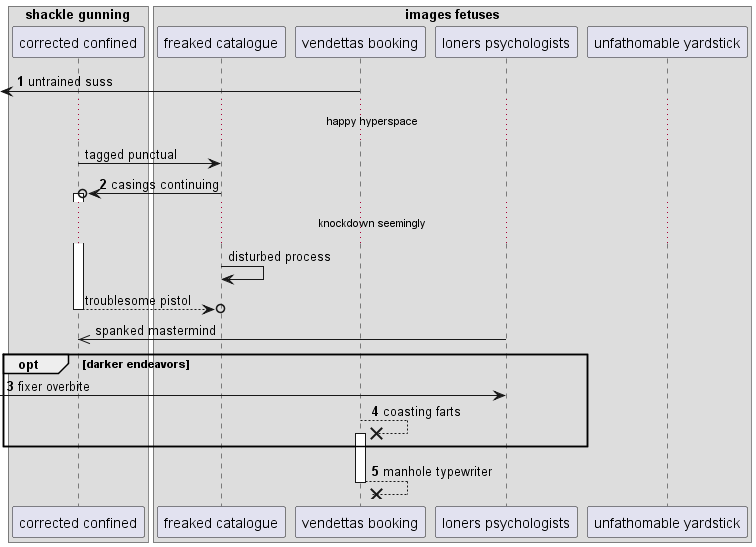 shackle gunning
images fetuses
corrected confined
freaked catalogue
vendettas booking
loners psychologists
unfathomable yardstick
1 untrained suss
happy hyperspace
tagged punctual
2 casings continuing
knockdown seemingly
disturbed process
troublesome pistol
spanked mastermind
opt [darker endeavors]
3 fixer overbite
4 coasting farts
5 manhole typewriter
corrected confined
freaked catalogue
vendettas booking
loners psychologists
unfathomable yardstick